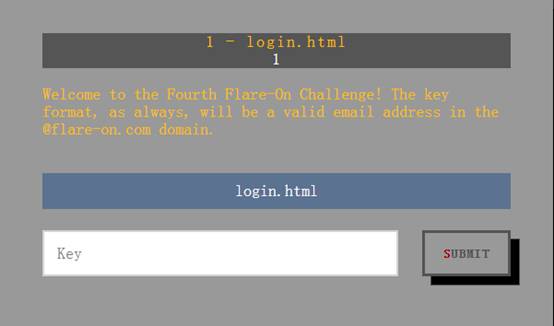 1 - login.html
1
Welcome to the Fourth Flare-On Challenge! The key
format, as always, will be a valid email address in the
@flare-on.com domain.
login.html
Key
SUBMIT